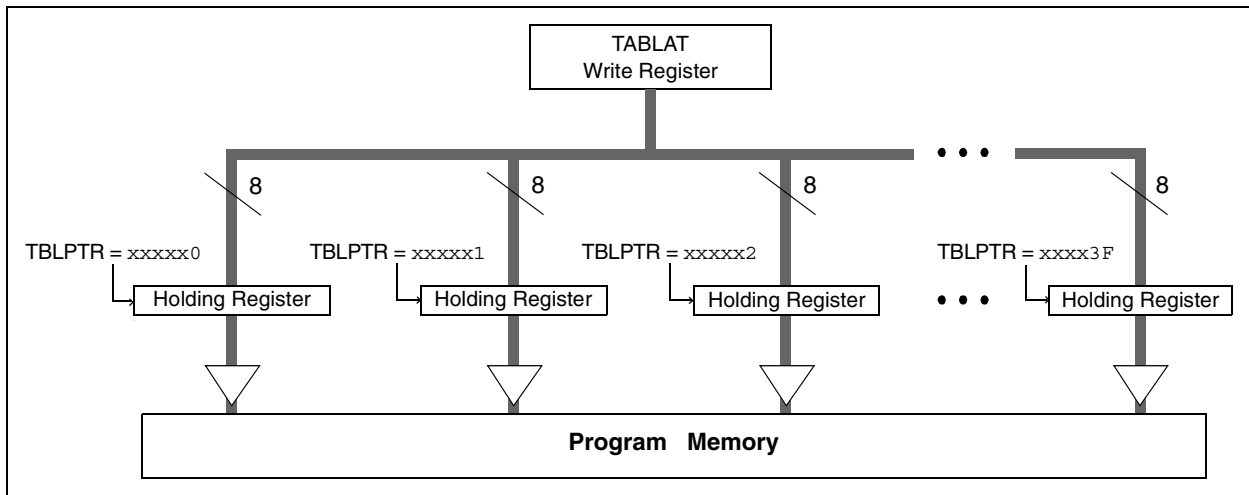 TABLAT
Write Register
8 8 8 8
TBLPTR = xxxxx0 TBLPTR = xxxxx1 TBLPTR = xxxxx2 TBLPTR = xxxx3F
Holding Register Holding Register Holding Register Holding Register
Program Memory